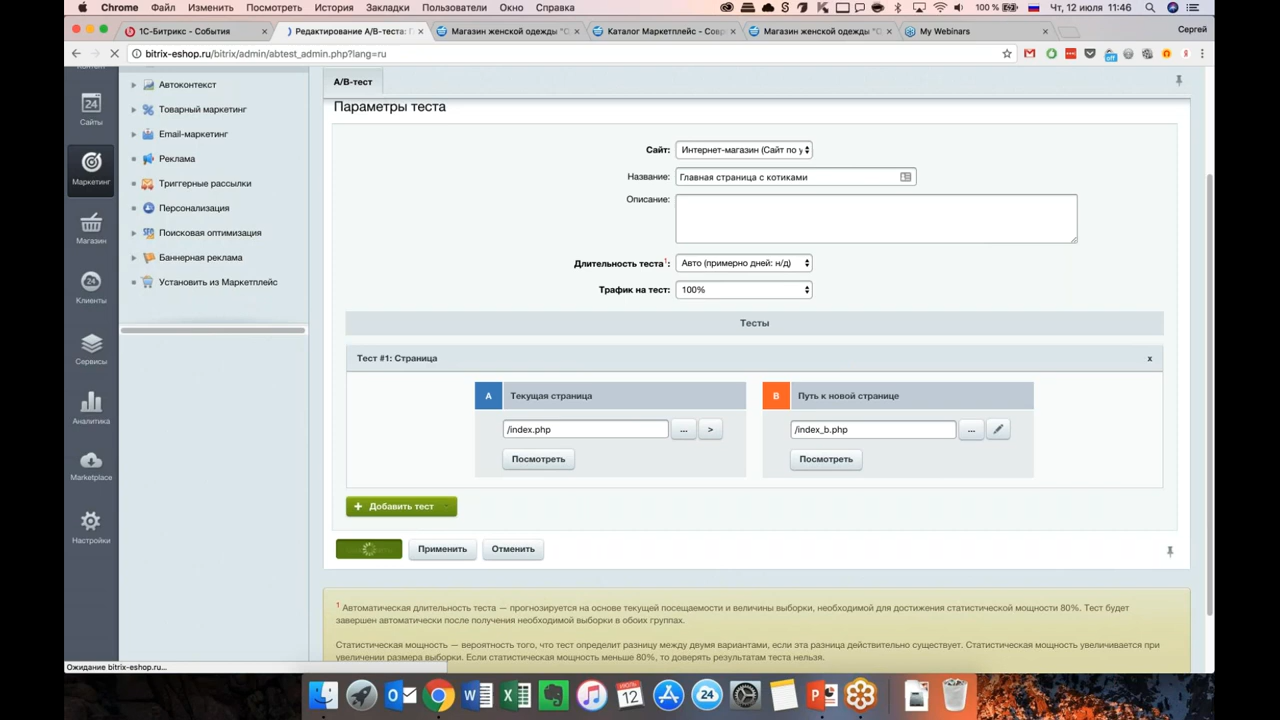 Chrome Файл Изменить Посмотреть История Закладки Пользователи Окно Справка 100 % Чт, 12 июля 11:46
1С-Битрикс - События × Редактирование A/B-теста: × Магазин женской одежды "С × Каталог Маркетплейс - Совр × Магазин женской одежды "С × My Webinars × Сергей
bitrix-eshop.ru/bitrix/admin/abtest_admin.php?lang=ru
Сайты
Маркетинг
Магазин
Клиенты
Сервисы
Аналитика
Marketplace
Настройки
Автоконтекст
Товарный маркетинг
Email-маркетинг
Реклама
Триггерные рассылки
Персонализация
Поисковая оптимизация
Баннерная реклама
Установить из Маркетплейс
A/B-тест
Параметры теста
Сайт: Интернет-магазин (Сайт по у
Название: Главная страница с котиками
Описание:
Длительность теста¹: Авто (примерно дней: н/д)
Трафик на тест: 100%
Тесты
Тест #1: Страница x
A Текущая страница B Путь к новой странице
/index.php ... > /index_b.php ...
Посмотреть Посмотреть
+ Добавить тест
Применить Отменить
¹ Автоматическая длительность теста — прогнозируется на основе текущей посещаемости и величины выборки, необходимой для достижения статистической мощности 80%. Тест будет
завершен автоматически после получения необходимой выборки в обоих группах.
Статистическая мощность — вероятность того, что тест определит разницу между двумя вариантами, если эта разница действительно существует. Статистическая мощность увеличивается при
увеличении размера выборки. Если статистическая мощность меньше 80%, то доверять результатам теста нельзя.
Ожидание bitrix-eshop.ru...